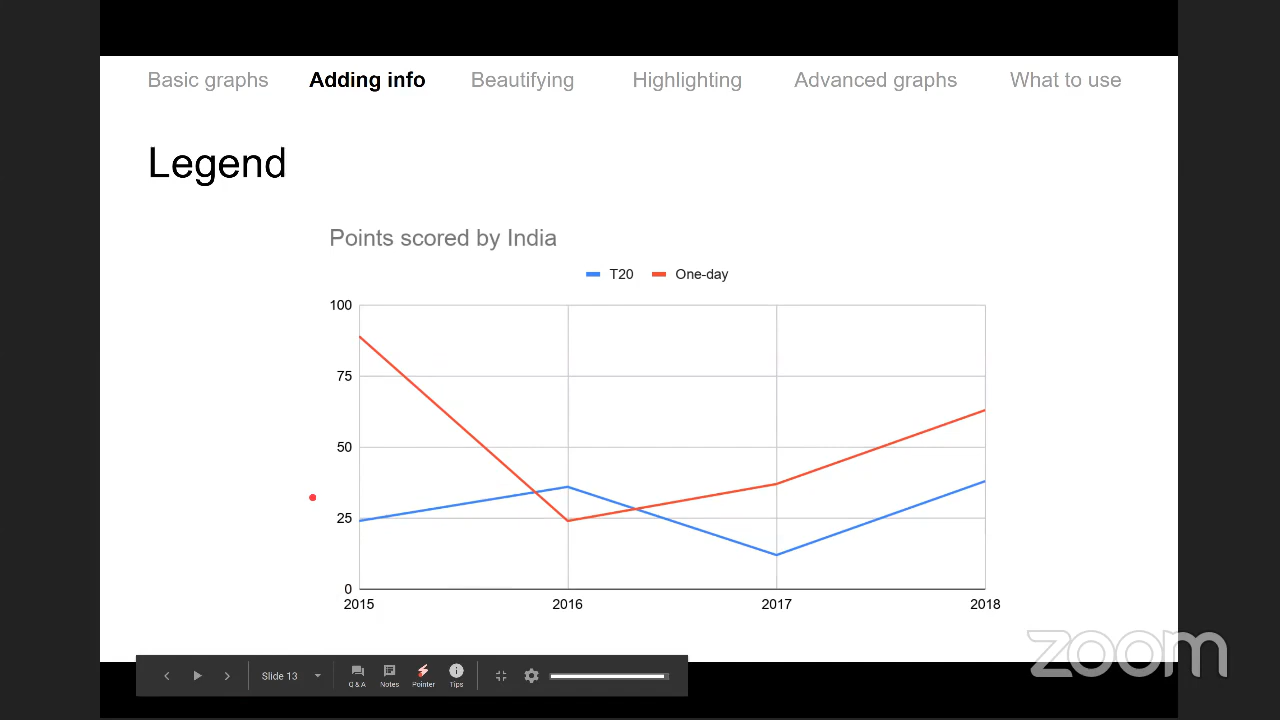 Basic graphs Adding info Beautifying Highlighting Advanced graphs What to use
Legend
Points scored by India
T20 One-day
100
75
50
25
0
2015 2016 2017 2018
zoom
Slide 13 Q & A Notes Pointer Tips